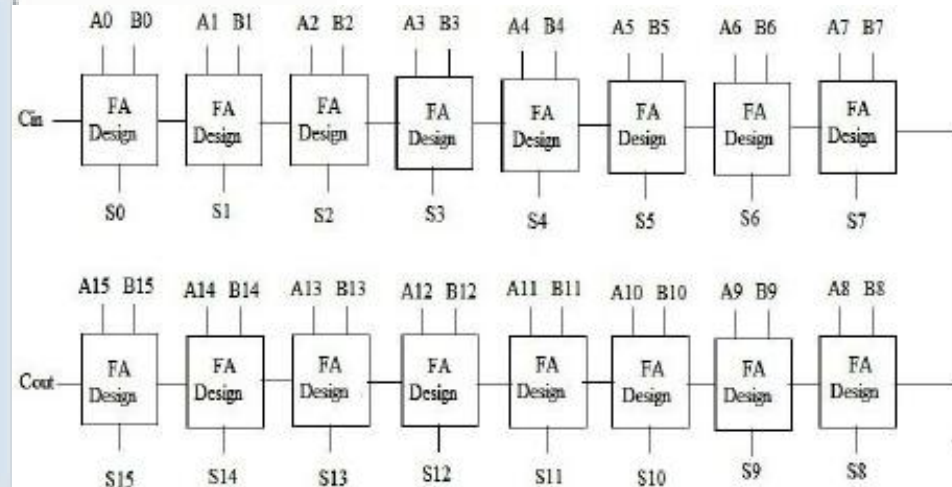 A0 B0 A1 B1 A2 B2 A3 B3 A4 B4 A5 B5 A6 B6 A7 B7
Cin FA FA FA FA FA FA FA FA
Design Design Design Design Design Design Design Design
S0 S1 S2 S3 S4 S5 S6 S7
A15 B15 A14 B14 A13 B13 A12 B12 A11 B11 A10 B10 A9 B9 A8 B8
Cout FA FA FA FA FA FA FA FA
Design Design Design Design Design Design Design Design
S15 S14 S13 S12 S11 S10 S9 S8